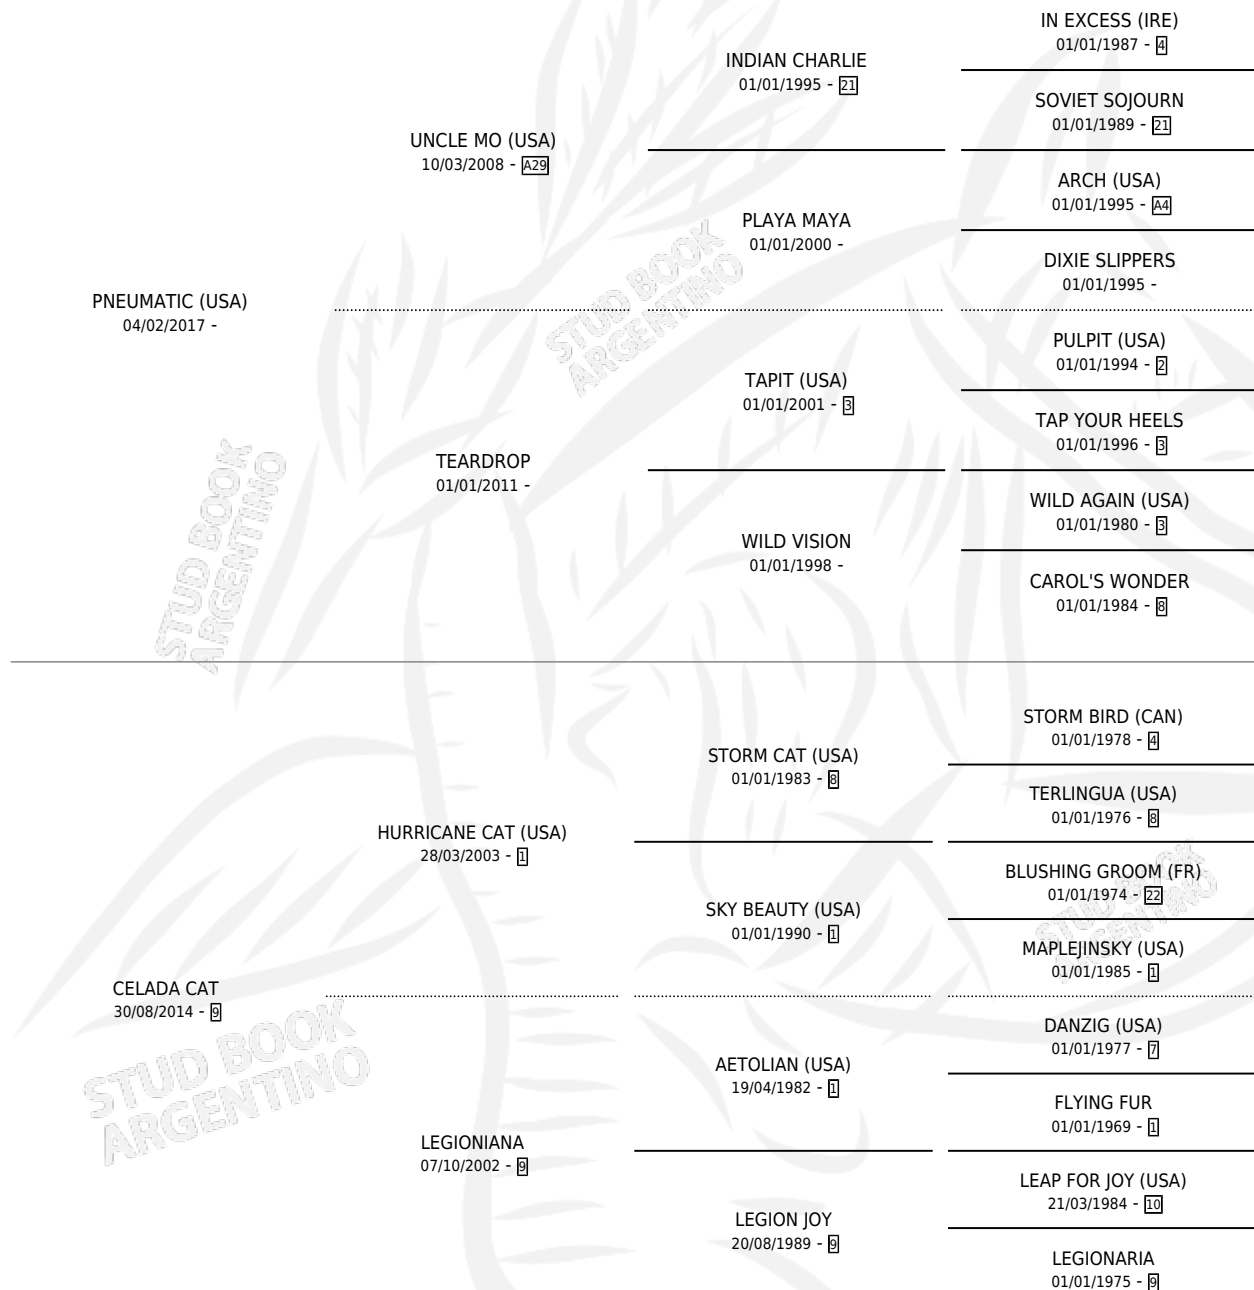 IN EXCESS (IRE)
01/01/1987 - 4
INDIAN CHARLIE
01/01/1995 - 21
SOVIET SOJOURN
01/01/1989 - 21
UNCLE MO (USA)
10/03/2008 - A29
ARCH (USA)
01/01/1995 - A4
PLAYA MAYA
01/01/2000 -
DIXIE SLIPPERS
01/01/1995 -
PNEUMATIC (USA)
04/02/2017 -
STUD BOOK
ARGENTINO
PULPIT (USA)
01/01/1994 - 2
TAPIT (USA)
01/01/2001 - 3
TAP YOUR HEELS
01/01/1996 - 3
TEARDROP
01/01/2011 -
WILD AGAIN (USA)
01/01/1980 - 3
WILD VISION
01/01/1998 -
CAROL'S WONDER
01/01/1984 - 8
STUD BOOK
ARGENTINO
STORM BIRD (CAN)
01/01/1978 - 4
STORM CAT (USA)
01/01/1983 - 8
TERLINGUA (USA)
01/01/1976 - 8
HURRICANE CAT (USA)
28/03/2003 - 1
BLUSHING GROOM (FR)
01/01/1974 - 22
SKY BEAUTY (USA)
01/01/1990 - 1
STUD BOOK
ARGENTINO
MAPLEJINSKY (USA)
01/01/1985 - 1
CELADA CAT
30/08/2014 - 9
STUD BOOK
ARGENTINO
DANZIG (USA)
01/01/1977 - 7
AETOLIAN (USA)
19/04/1982 - 1
FLYING FUR
01/01/1969 - 1
LEGIONIANA
07/10/2002 - 9
LEAP FOR JOY (USA)
21/03/1984 - 10
LEGION JOY
20/08/1989 - 9
LEGIONARIA
01/01/1975 - 9